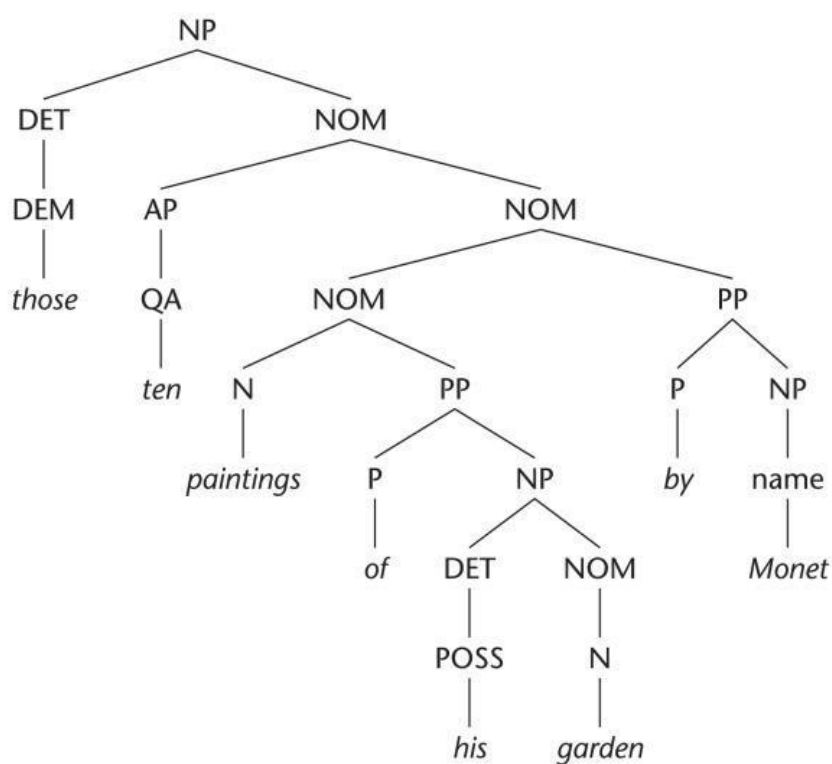 NP
DET NOM
DEM AP NOM
those QA NOM PP
ten N PP P NP
paintings P NP by name
of DET NOM Monet
POSS N
his garden